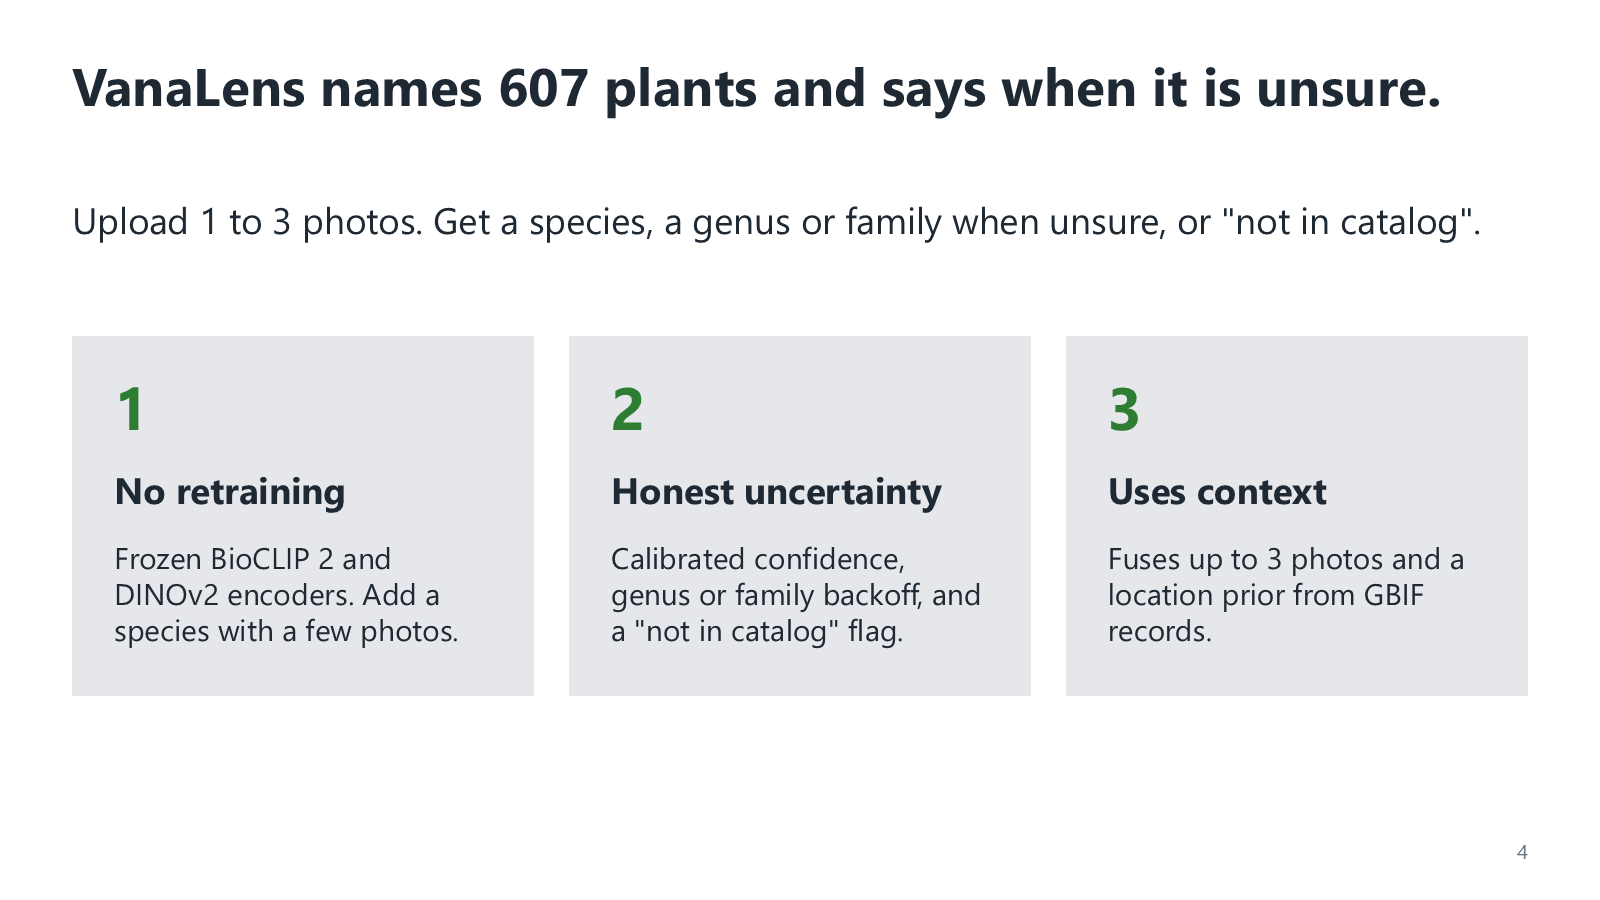 VanaLens names 607 plants and says when it is unsure.
Upload 1 to 3 photos. Get a species, a genus or family when unsure, or "not in catalog".
1
No retraining
Frozen BioCLIP 2 and
DINOv2 encoders. Add a
species with a few photos.
2
Honest uncertainty
Calibrated confidence,
genus or family backoff, and
a "not in catalog" flag.
3
Uses context
Fuses up to 3 photos and a
location prior from GBIF
records.
4